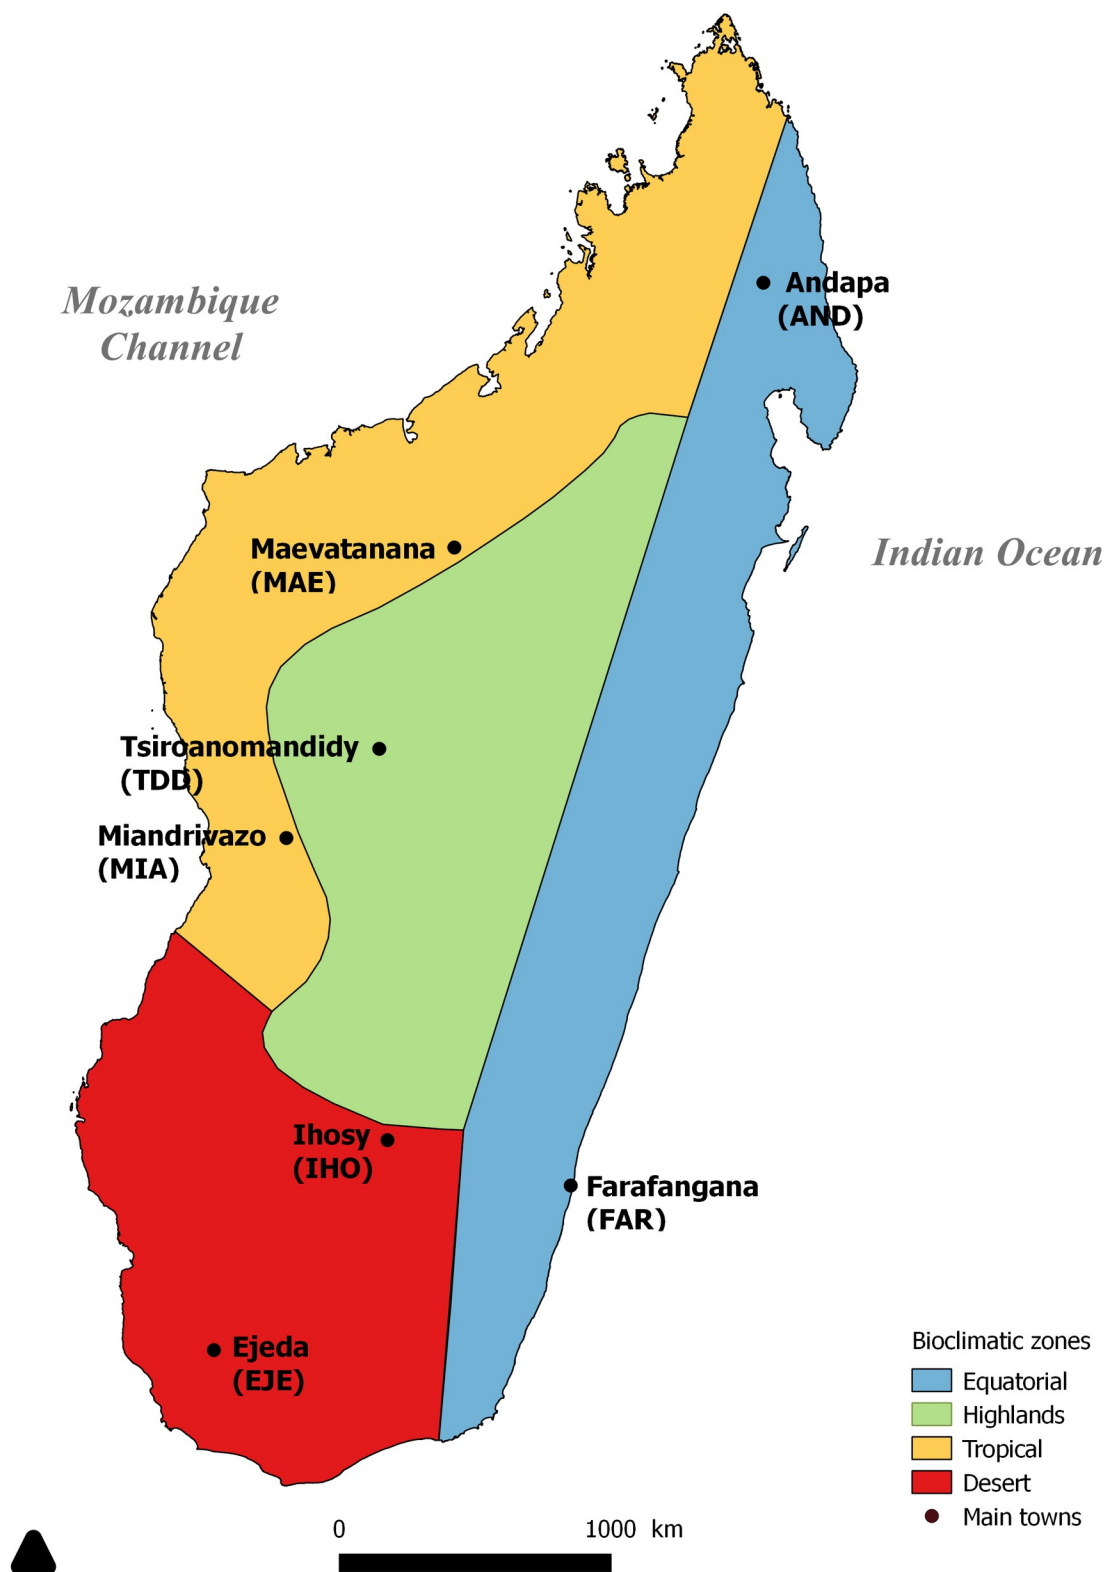 Mozambique
Channel
Andapa
(AND)
Indian Ocean
Maevatanana
(MAE)
Tsiroanomandidy
(TDD)
Miandrivazo
(MIA)
Ihosy
(IHO)
Farafangana
(FAR)
Ejeda
(EJE)
Bioclimatic zones
Equatorial
Highlands
Tropical
Desert
Main towns
0 1000 km